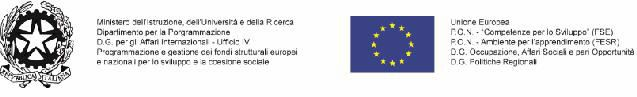 Ministero dell'Istruzione, dell'Università e della Ricerca
Dipartimento per la Porgrammazione
D.G. per gli Affari Internazionali - Ufficio IV
Programmazione e gestione dei fondi strutturali europei
e nazionali per lo sviluppo e la coesione sociale
Unione Europea
P.O.N. - "Competenze per lo Sviluppo" (FSE)
P.O.N. - Ambiente per l'apprendimento (FESR)
D.G. Occupazione, Affari Sociali e pari Opportunità
D.G. Politiche Regionali